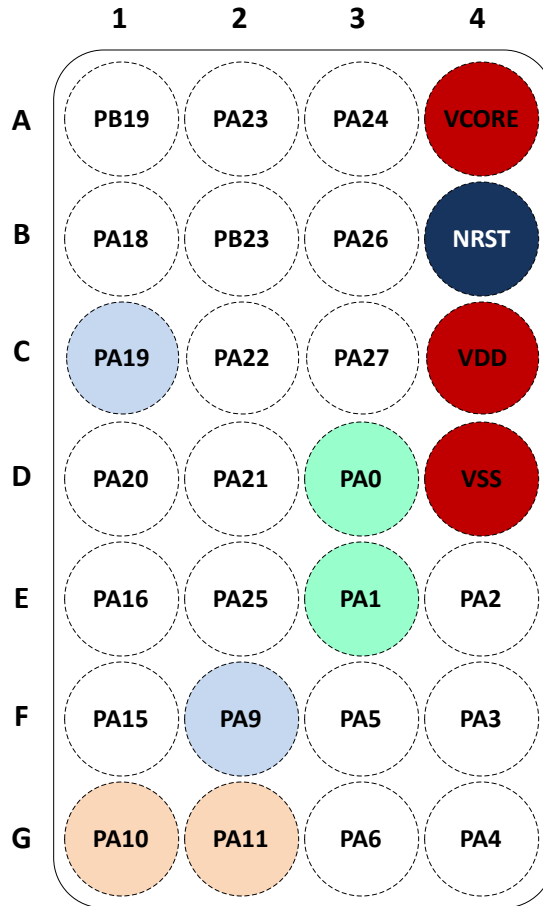 1 2 3 4
A PB19 PA23 PA24 VCORE
B PA18 PB23 PA26 NRST
C PA19 PA22 PA27 VDD
D PA20 PA21 PA0 VSS
E PA16 PA25 PA1 PA2
F PA15 PA9 PA5 PA3
G PA10 PA11 PA6 PA4